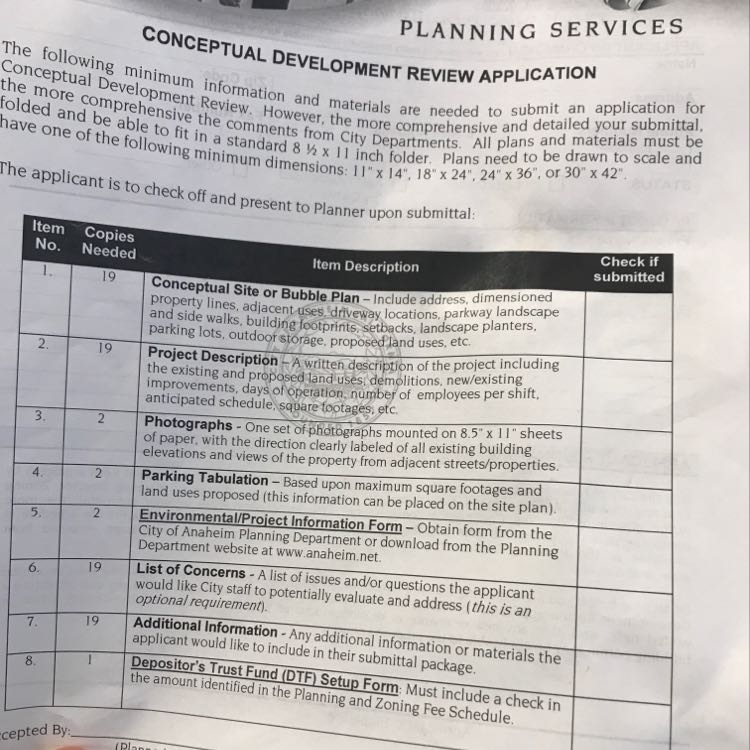 PLANNING SERVICES
CONCEPTUAL DEVELOPMENT REVIEW APPLICATION
The following minimum information and materials are needed to submit an application for
Conceptual Development Review. However, the more comprehensive and detailed your submittal,
the more comprehensive the comments from City Departments. All plans and materials must be
folded and be able to fit in a standard 8 ½ x 11 inch folder. Plans need to be drawn to scale and
have one of the following minimum dimensions: 11" x 14", 18" x 24", 24" x 36", or 30" x 42".
The applicant is to check off and present to Planner upon submittal:
Item No. Copies Needed Item Description Check if submitted
1. 19 Conceptual Site or Bubble Plan – Include address, dimensioned
property lines, adjacent uses, driveway locations, parkway landscape
and side walks, building footprints, setbacks, landscape planters,
parking lots, outdoor storage, proposed land uses, etc.
2. 19 Project Description – A written description of the project including
the existing and proposed land uses, demolitions, new/existing
improvements, days of operation, number of employees per shift,
anticipated schedule, square footages, etc.
3. 2 Photographs - One set of photographs mounted on 8.5" x 11" sheets
of paper, with the direction clearly labeled of all existing building
elevations and views of the property from adjacent streets/properties.
4. 2 Parking Tabulation – Based upon maximum square footages and
land uses proposed (this information can be placed on the site plan).
5. 2 Environmental/Project Information Form – Obtain form from the
City of Anaheim Planning Department or download from the Planning
Department website at www.anaheim.net.
6. 19 List of Concerns - A list of issues and/or questions the applicant
would like City staff to potentially evaluate and address (this is an
optional requirement).
7. 19 Additional Information - Any additional information or materials the
applicant would like to include in their submittal package.
8. 1 Depositor's Trust Fund (DTF) Setup Form: Must include a check in
the amount identified in the Planning and Zoning Fee Schedule.
cepted By: